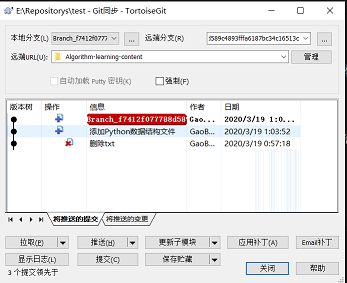 E:\Repositorys\test - Git同步 - TortoiseGit
本地分支(L) Branch_f7412f0777 ... 远端分支(R) f589c4893fffa6187bc34c16513c ...
远端URL(U): Algorithm-learning-content 管理
自动加载 Putty 密钥(K) 强制(F)
版本树 操作 信息 作者 日期
Branch_f7412f077788d58 Gao... 2020/3/19 1:0...
添加Python数据结构文件 GaoB... 2020/3/19 1:03:52
删除txt GaoB... 2020/3/19 0:57:18
将推送的提交 将推送的变更
拉取(P) 推送(H) 更新子模块 应用补丁(A) Email补丁
显示日志(L) 提交(C) 保存贮藏
3 个提交领先于
关闭 帮助